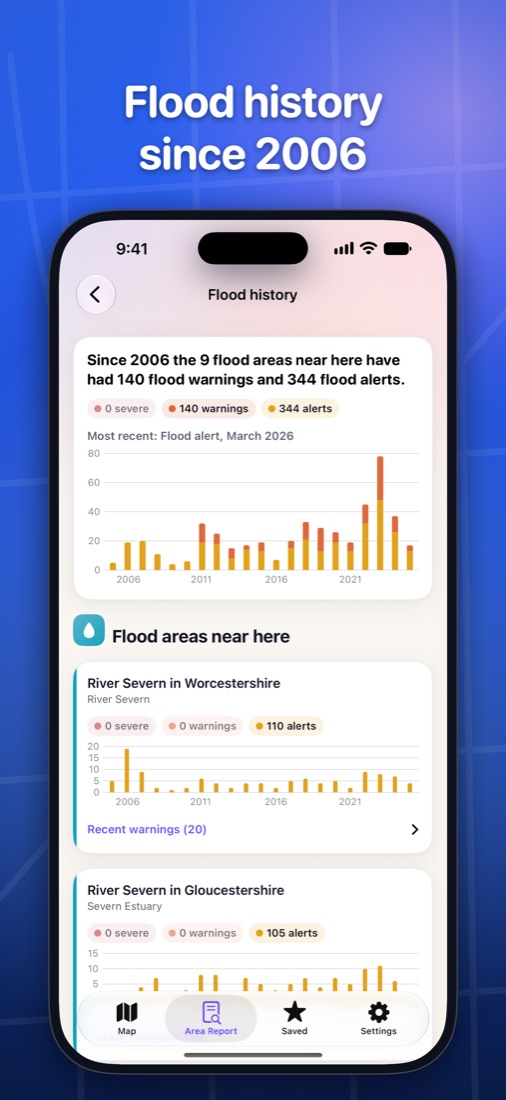 Flood history
since 2006
9:41
Flood history
Since 2006 the 9 flood areas near here have
had 140 flood warnings and 344 flood alerts.
0 severe 140 warnings 344 alerts
Most recent: Flood alert, March 2026
80
60
40
20
0
2006 2011 2016 2021
Flood areas near here
River Severn in Worcestershire
River Severn
0 severe 0 warnings 110 alerts
20
15
10
5
0
2006 2011 2016 2021
Recent warnings (20)
River Severn in Gloucestershire
Severn Estuary
0 severe 0 warnings 105 alerts
15
10
5
Map Area Report Saved Settings